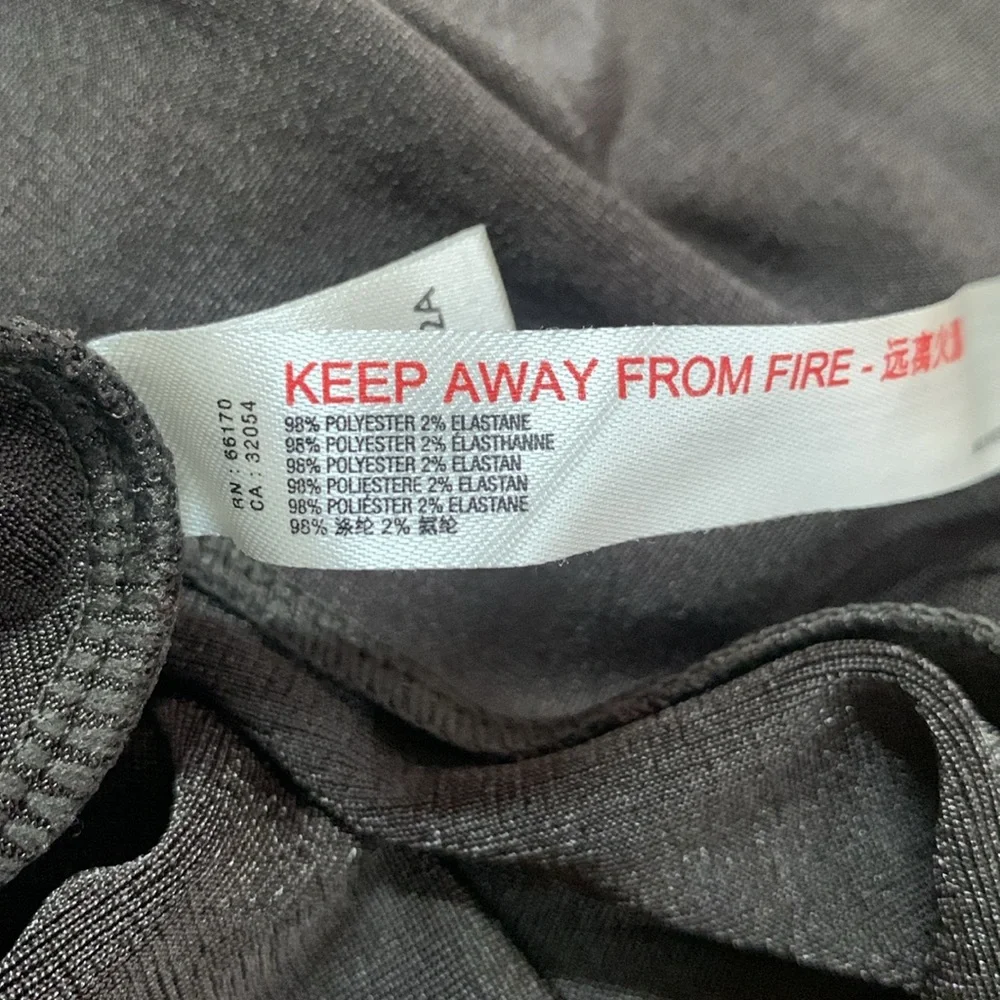 2A
KEEP AWAY FROM FIRE - 远离火
RN: 66170
CA: 32054
98% POLYESTER 2% ELASTANE
98% POLYESTER 2% ÉLASTHANNE
98% POLYESTER 2% ELASTAN
98% POLIESTERE 2% ELASTAN
98% POLIÉSTER 2% ELASTANE
98% 涤纶 2% 氨纶